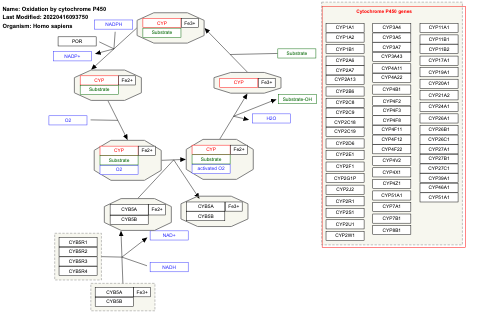 Name: Oxidation by cytochrome P450
Last Modified: 20220416093750
Organism: Homo sapiens
NADPH
POR
NADP+
CYP
Fe3+
Substrate
CYP
Fe2+
Substrate
Substrate
CYP
Fe3+
Substrate-OH
H2O
O2
CYP
Fe2+
Substrate
O2
CYP
Fe2+
Substrate
activated O2
CYB5A
Fe2+
CYB5B
CYB5A
Fe3+
CYB5B
NAD+
NADH
CYB5R1
CYB5R2
CYB5R3
CYB5R4
CYB5A
Fe3+
CYB5B
Cytochrome P450 genes
CYP1A1
CYP1A2
CYP1B1
CYP2A6
CYP2A7
CYP2A13
CYP2B6
CYP2C8
CYP2C9
CYP2C18
CYP2C19
CYP2D6
CYP2E1
CYP2F1
CYP2G1P
CYP2J2
CYP2R1
CYP2S1
CYP2U1
CYP2W1
CYP3A4
CYP3A5
CYP3A7
CYP3A43
CYP4A11
CYP4A22
CYP4B1
CYP4F2
CYP4F3
CYP4F8
CYP4F11
CYP4F12
CYP4F22
CYP4V2
CYP4X1
CYP4Z1
CYP51A1
CYP7A1
CYP7B1
CYP8B1
CYP11A1
CYP11B1
CYP11B2
CYP17A1
CYP19A1
CYP20A1
CYP21A2
CYP24A1
CYP26A1
CYP26B1
CYP26C1
CYP27A1
CYP27B1
CYP27C1
CYP39A1
CYP46A1
CYP51A1